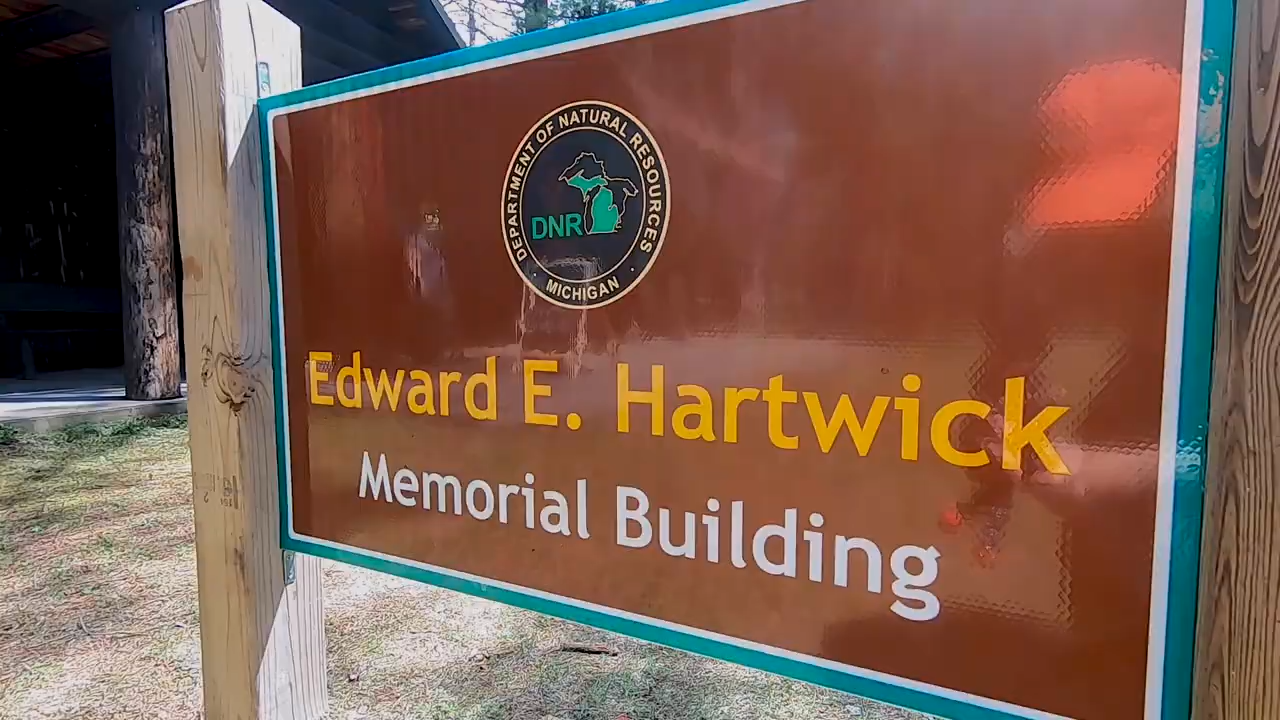 DEPARTMENT OF NATURAL RESOURCES
DNR
MICHIGAN
Edward E. Hartwick
Memorial Building